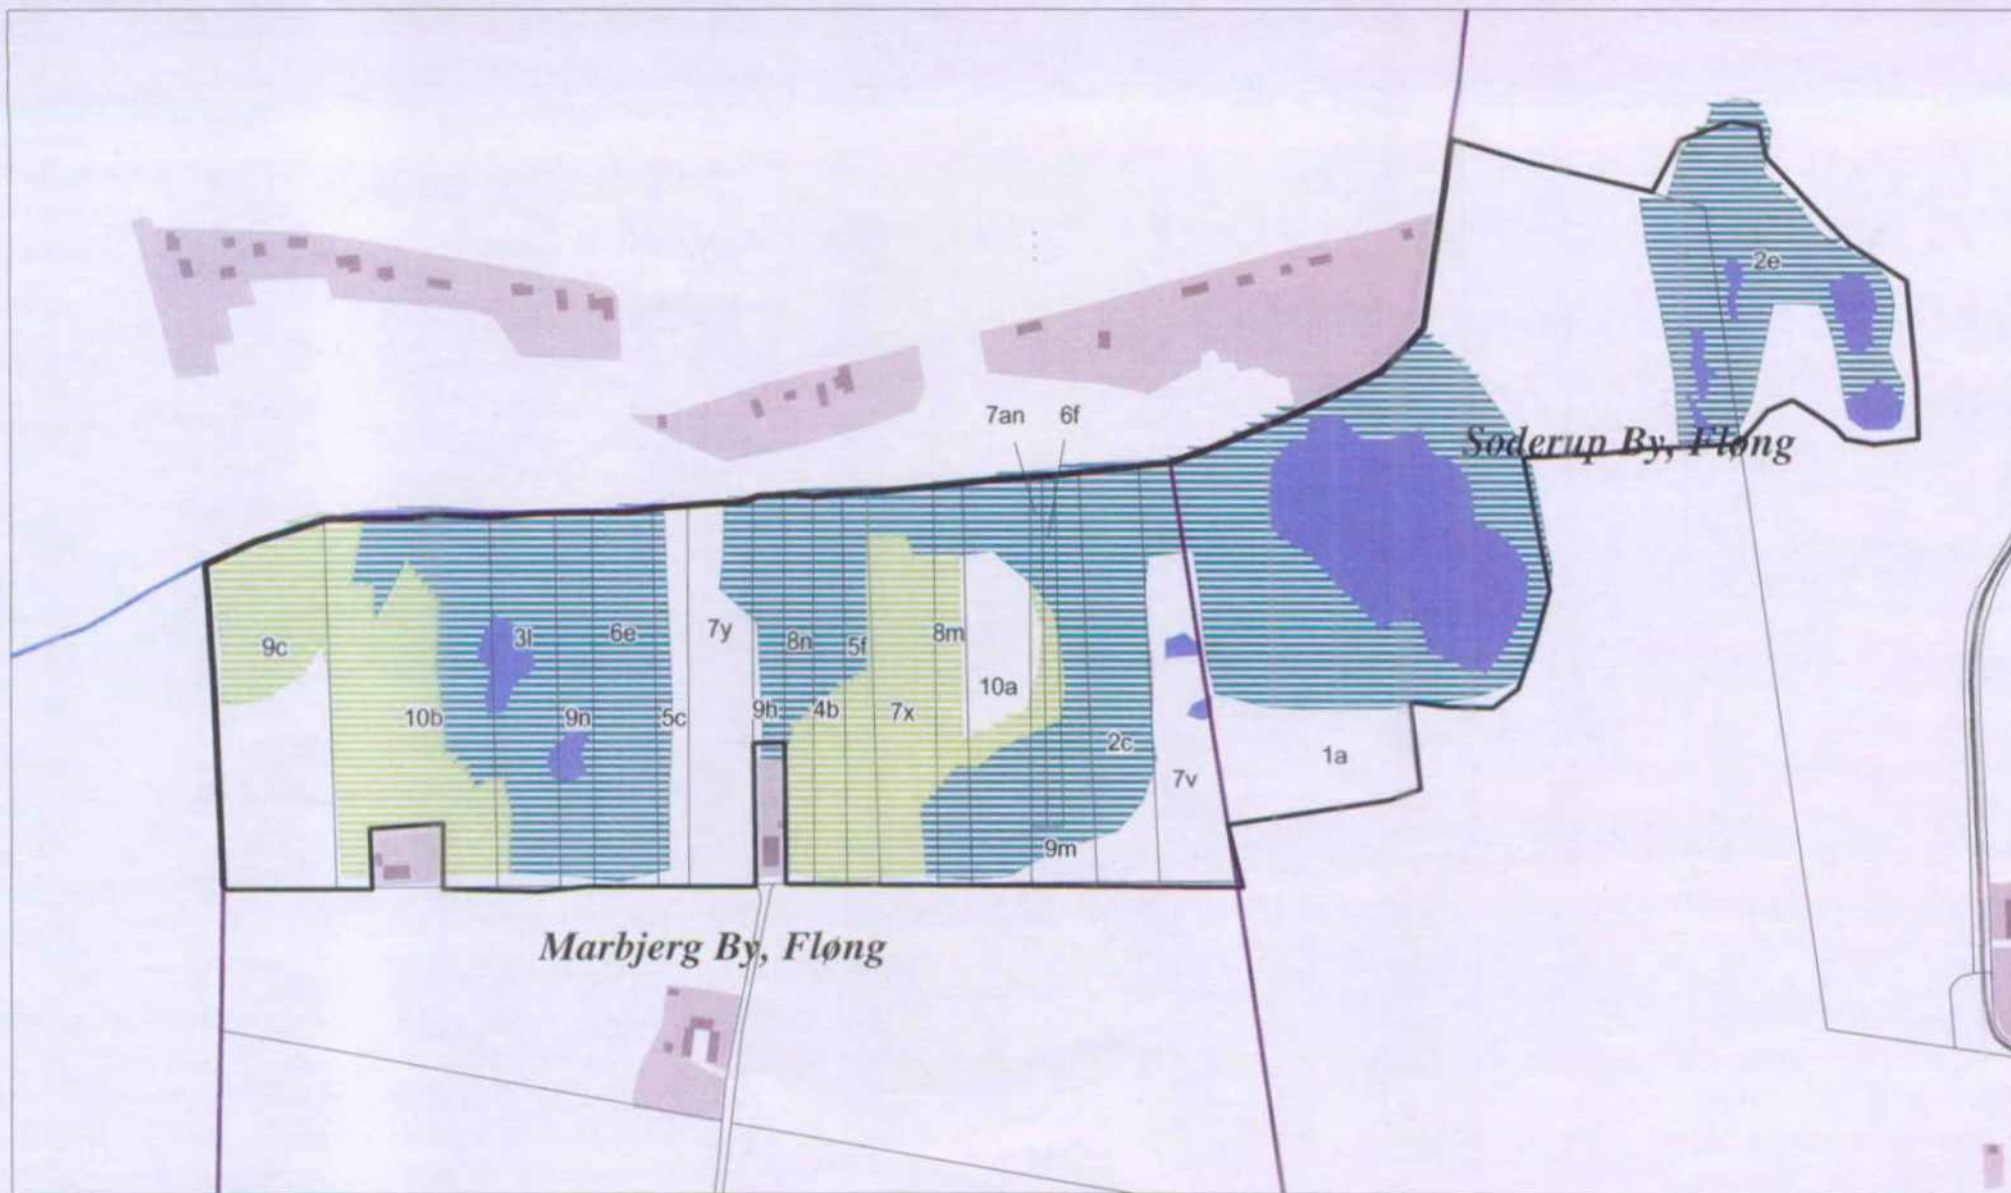 2e
7an 6f
Soderup By, Fløng
9c
3l
6e
7y
8n
5f
8m
10a
10b
9n
5c
9h
4b
7x
2c
7v
1a
9m
Marbjerg By, Fløng